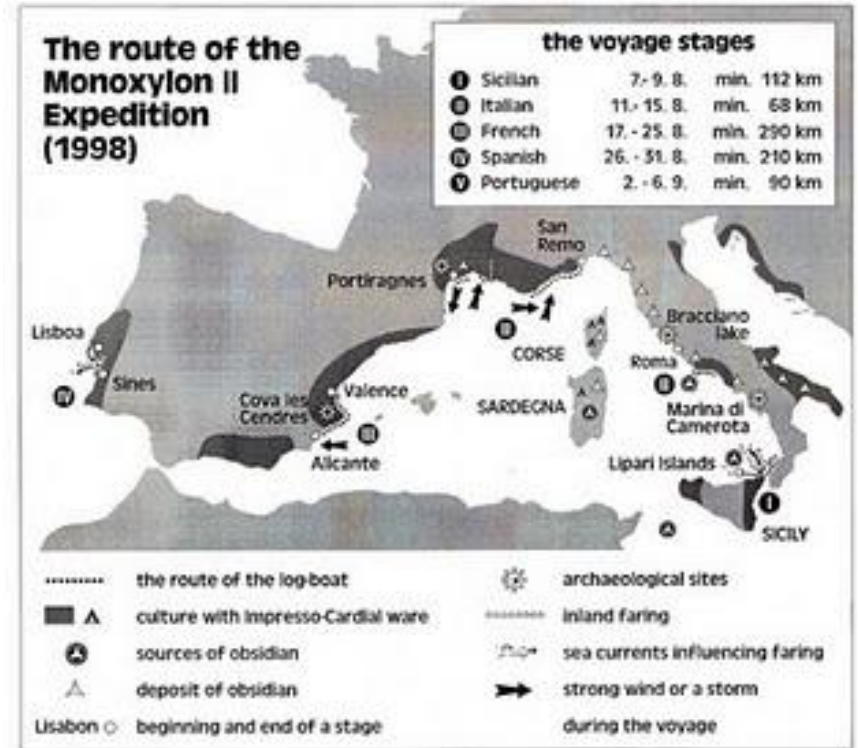 The route of the
Monoxylon II
Expedition
(1998)
the voyage stages
I Sicilian 7.- 9. 8. min. 112 km
II Italian 11.- 15. 8. min. 68 km
III French 17. - 25. 8. min. 290 km
IV Spanish 26. - 31. 8. min. 210 km
V Portuguese 2. - 6. 9. min. 90 km
San
Remo
Portiragnes
Bracciano
lake
Lisboa
CORSE
Roma
Sines
Valence
Cova les
Cendres
SARDEGNA
Marina di
Camerota
Alicante
Lipari Islands
I
SICILY
the route of the log-boat
culture with Impresso-Cardial ware
sources of obsidian
deposit of obsidian
Lisabon beginning and end of a stage
archaeological sites
inland faring
sea currents influencing faring
strong wind or a storm
during the voyage